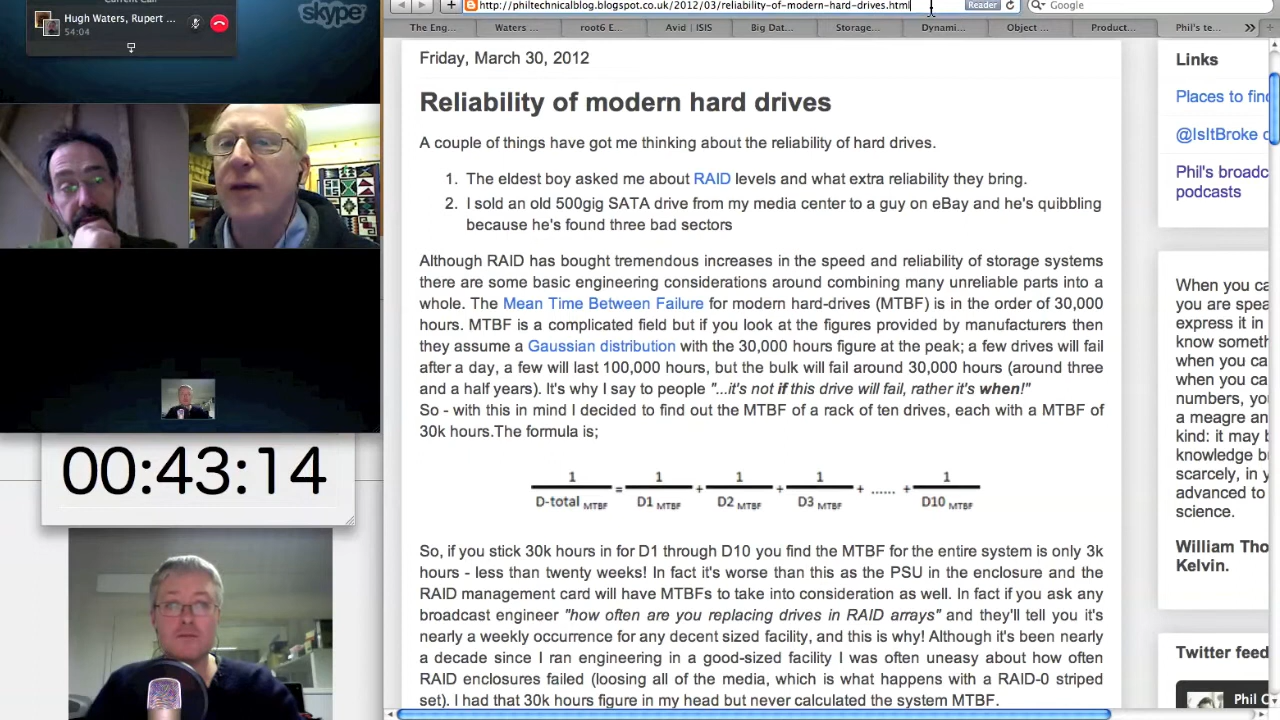 Current Call
Hugh Waters, Rupert ...
54:04
skype
00:43:14
http://philtechnicalblog.blogspot.co.uk/2012/03/reliability-of-modern-hard-drives.html
Reader
Google
The Eng...
Waters ...
root6 E...
Avid | ISIS
Big Dat...
Storage...
Dynami...
Object ...
Product...
Phil's te...
Friday, March 30, 2012
Reliability of modern hard drives
A couple of things have got me thinking about the reliability of hard drives.
1. The eldest boy asked me about RAID levels and what extra reliability they bring.
2. I sold an old 500gig SATA drive from my media center to a guy on eBay and he's quibbling
because he's found three bad sectors
Although RAID has bought tremendous increases in the speed and reliability of storage systems
there are some basic engineering considerations around combining many unreliable parts into a
whole. The Mean Time Between Failure for modern hard-drives (MTBF) is in the order of 30,000
hours. MTBF is a complicated field but if you look at the figures provided by manufacturers then
they assume a Gaussian distribution with the 30,000 hours figure at the peak; a few drives will fail
after a day, a few will last 100,000 hours, but the bulk will fail around 30,000 hours (around three
and a half years). It's why I say to people "...it's not if this drive will fail, rather it's when!"
So - with this in mind I decided to find out the MTBF of a rack of ten drives, each with a MTBF of
30k hours.The formula is;
1 1 1 1 1
= + + + ...... +
D-total MTBF D1 MTBF D2 MTBF D3 MTBF D10 MTBF
So, if you stick 30k hours in for D1 through D10 you find the MTBF for the entire system is only 3k
hours - less than twenty weeks! In fact it's worse than this as the PSU in the enclosure and the
RAID management card will have MTBFs to take into consideration as well. In fact if you ask any
broadcast engineer "how often are you replacing drives in RAID arrays" and they'll tell you it's
nearly a weekly occurrence for any decent sized facility, and this is why! Although it's been nearly
a decade since I ran engineering in a good-sized facility I was often uneasy about how often
RAID enclosures failed (loosing all of the media, which is what happens with a RAID-0 striped
set). I had that 30k hours figure in my head but never calculated the system MTBF.
Links
Places to find
@IsItBroke
Phil's broadc
podcasts
When you ca
you are spea
express it in
know someth
when you ca
when you ca
numbers, yo
a meagre an
kind: it may b
knowledge b
scarcely, in y
advanced to
science.
William Tho
Kelvin.
Twitter feed
Phil C